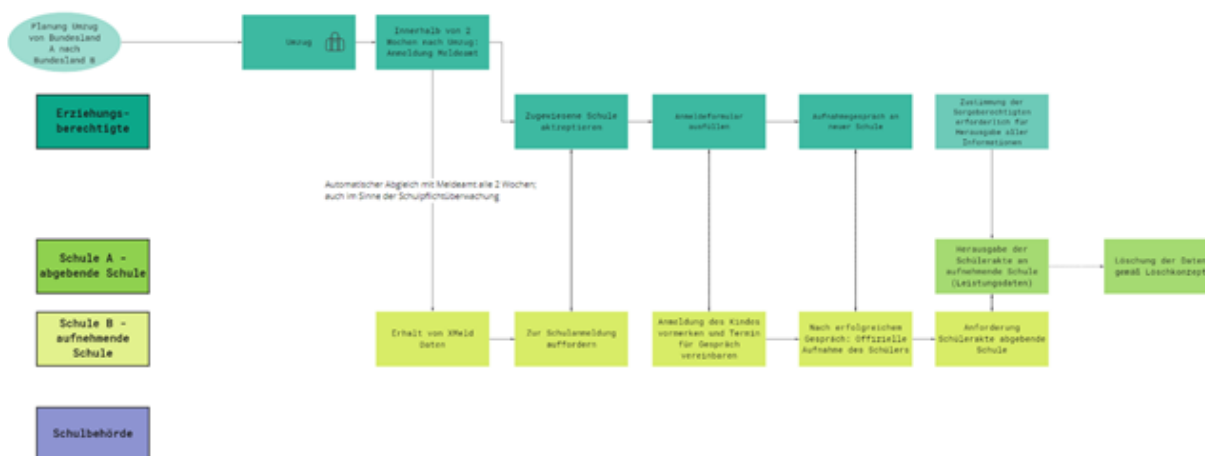 Planung Umzug
von Bundesland
A nach
Bundesland B
Umzug
Innerhalb von 2
Wochen nach Umzug:
Anmeldung Meldeamt
Erziehungs-
berechtigte
Zugewiesene Schule
aktzeptieren
Anmeldeformular
ausfüllen
Aufnahmegespräch an
neuer Schule
Zustimmung der
Sorgeberechtigten
erforderlich für
Herausgabe aller
Informationen
Automatischer Abgleich mit Meldeamt alle 2 Wochen;
auch im Sinne der Schulpflichtsüberwachung
Schule A -
abgebende Schule
Herausgabe der
Schülerakte an
aufnehmende Schule
(Leistungsdaten)
Löschung der Daten
gemäß Löschkonzept
Schule B -
aufnehmende
Schule
Erhalt von XMeld
Daten
Zur Schulanmeldung
auffordern
Anmeldung des Kindes
vormerken und Termin
für Gespräch
vereinbaren
Nach erfolgreichem
Gespräch: Offizielle
Aufnahme des Schülers
Anforderung
Schülerakte abgebende
Schule
Schulbehörde